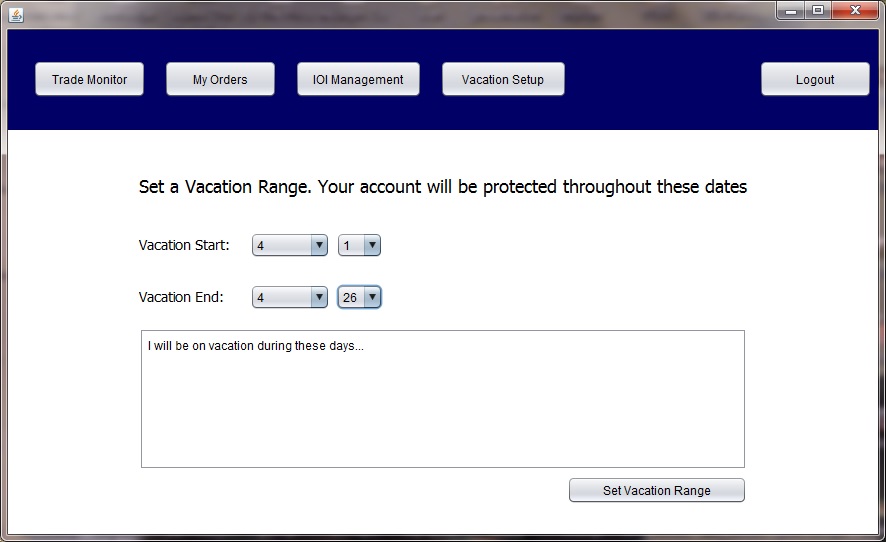 Trade Monitor My Orders IOI Management Vacation Setup Logout
Set a Vacation Range. Your account will be protected throughout these dates
Vacation Start: 4 1
Vacation End: 4 26
I will be on vacation during these days...
Set Vacation Range